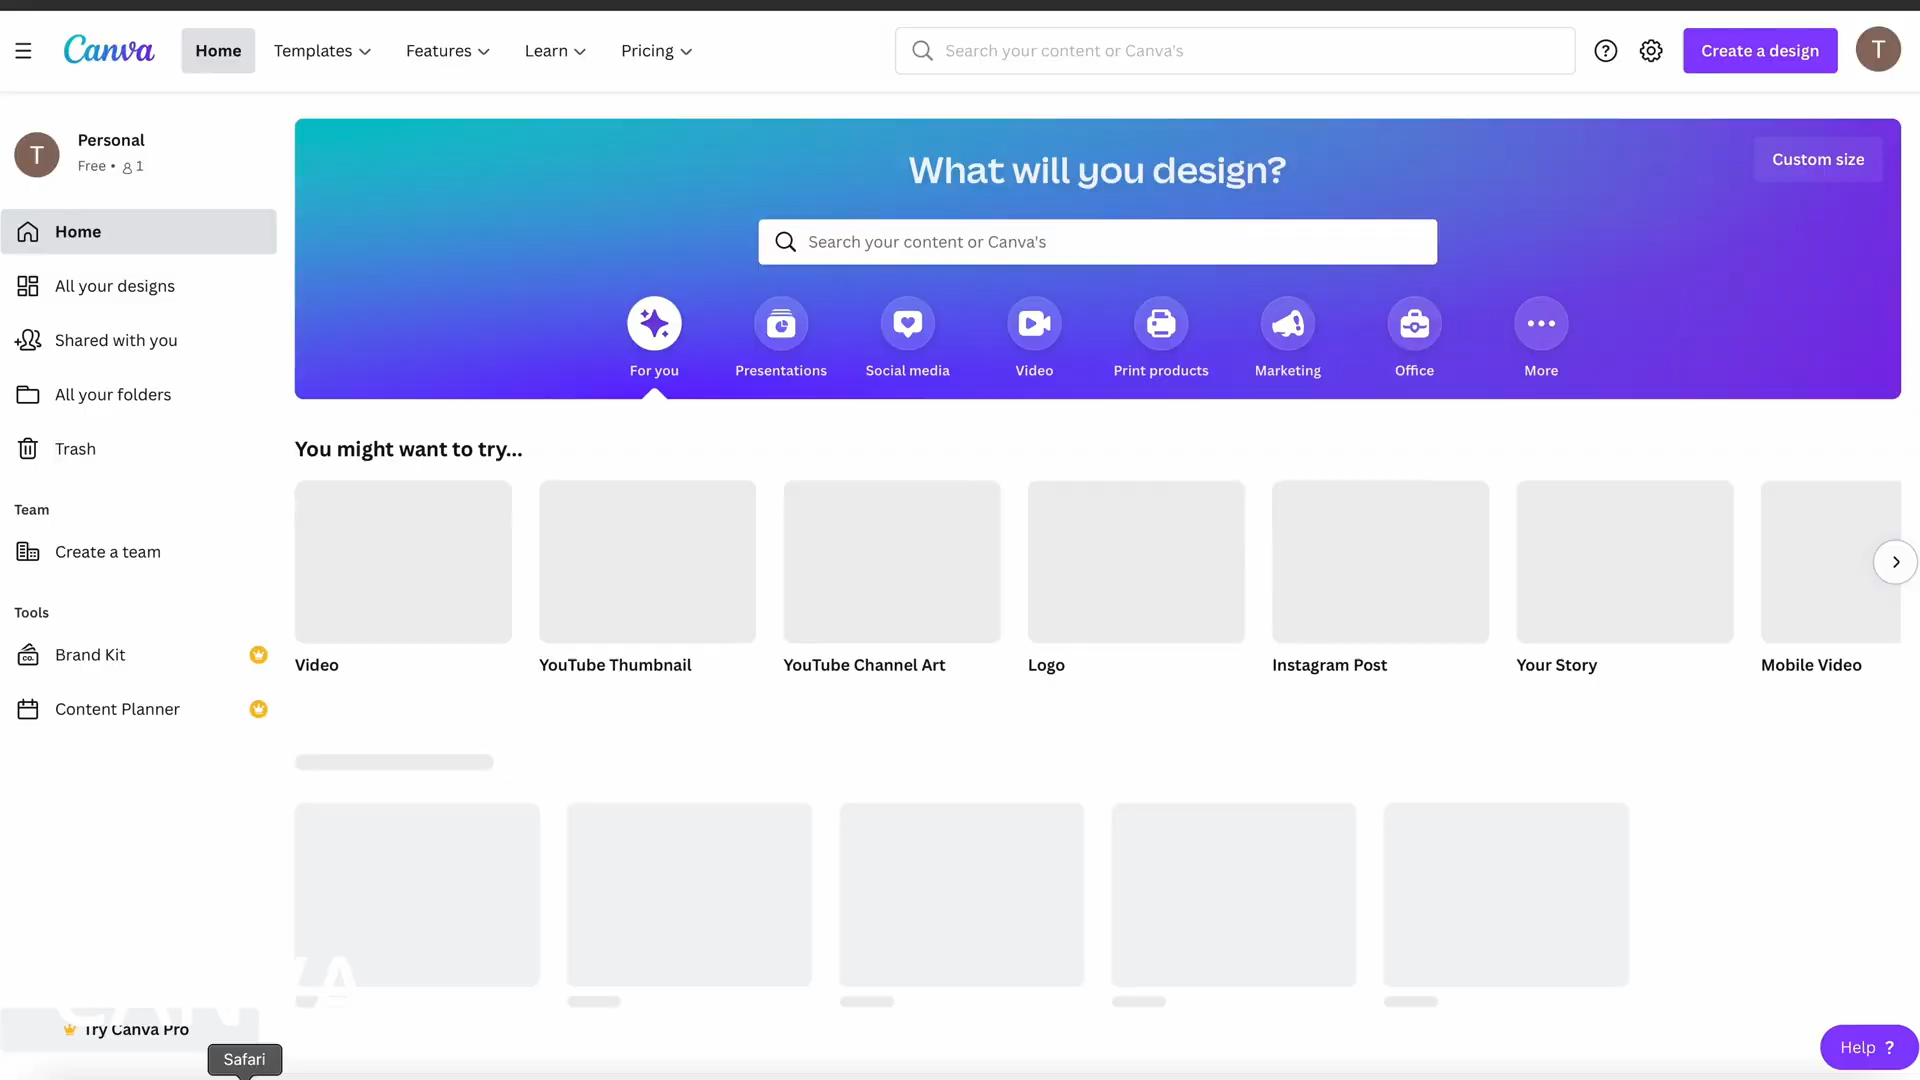 Canva
Home
Templates
Features
Learn
Pricing
Search your content or Canva's
?
Create a design
T
T
Personal
Free • 1
Home
All your designs
Shared with you
All your folders
Trash
Team
Create a team
Tools
CO.
Brand Kit
Content Planner
Try Canva Pro
Safari
What will you design?
Custom size
Search your content or Canva's
For you
Presentations
Social media
Video
Print products
Marketing
Office
More
You might want to try...
Video
YouTube Thumbnail
YouTube Channel Art
Logo
Instagram Post
Your Story
Mobile Video
Help ?